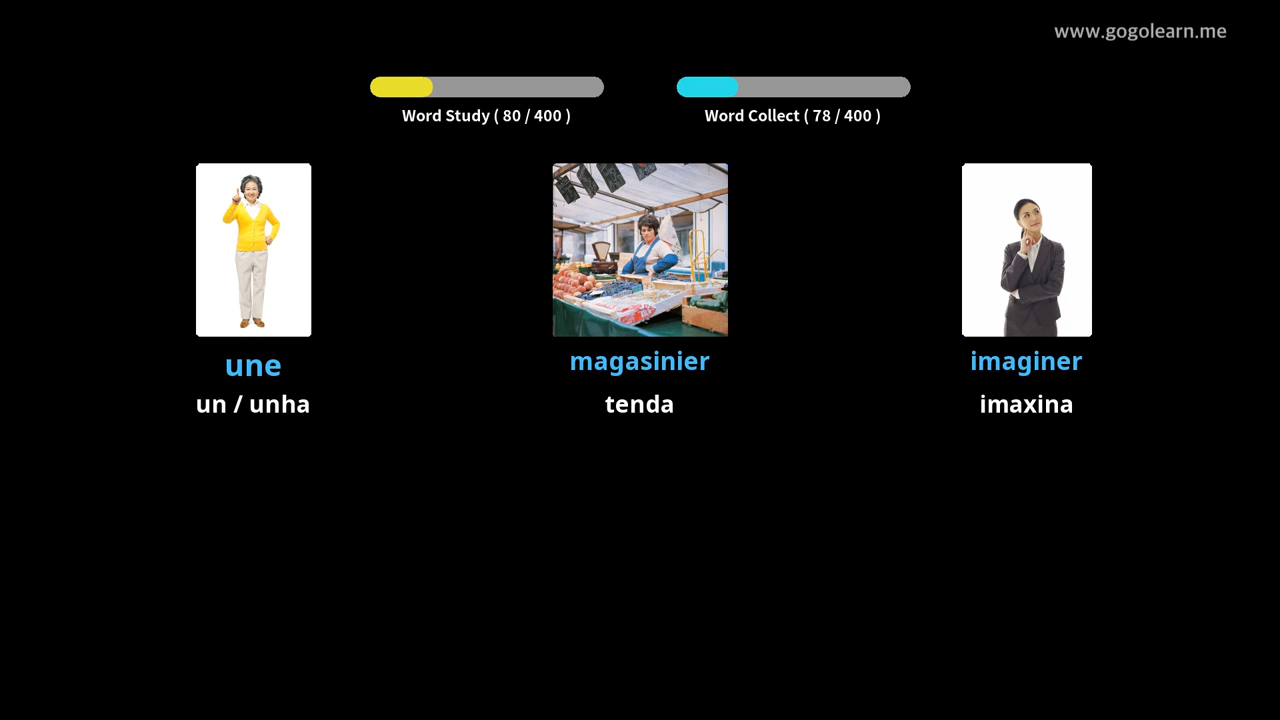 www.gogolearn.me
Word Study ( 80 / 400 )
Word Collect ( 78 / 400 )
une
magasinier
imaginer
un / unha
tenda
imaxina